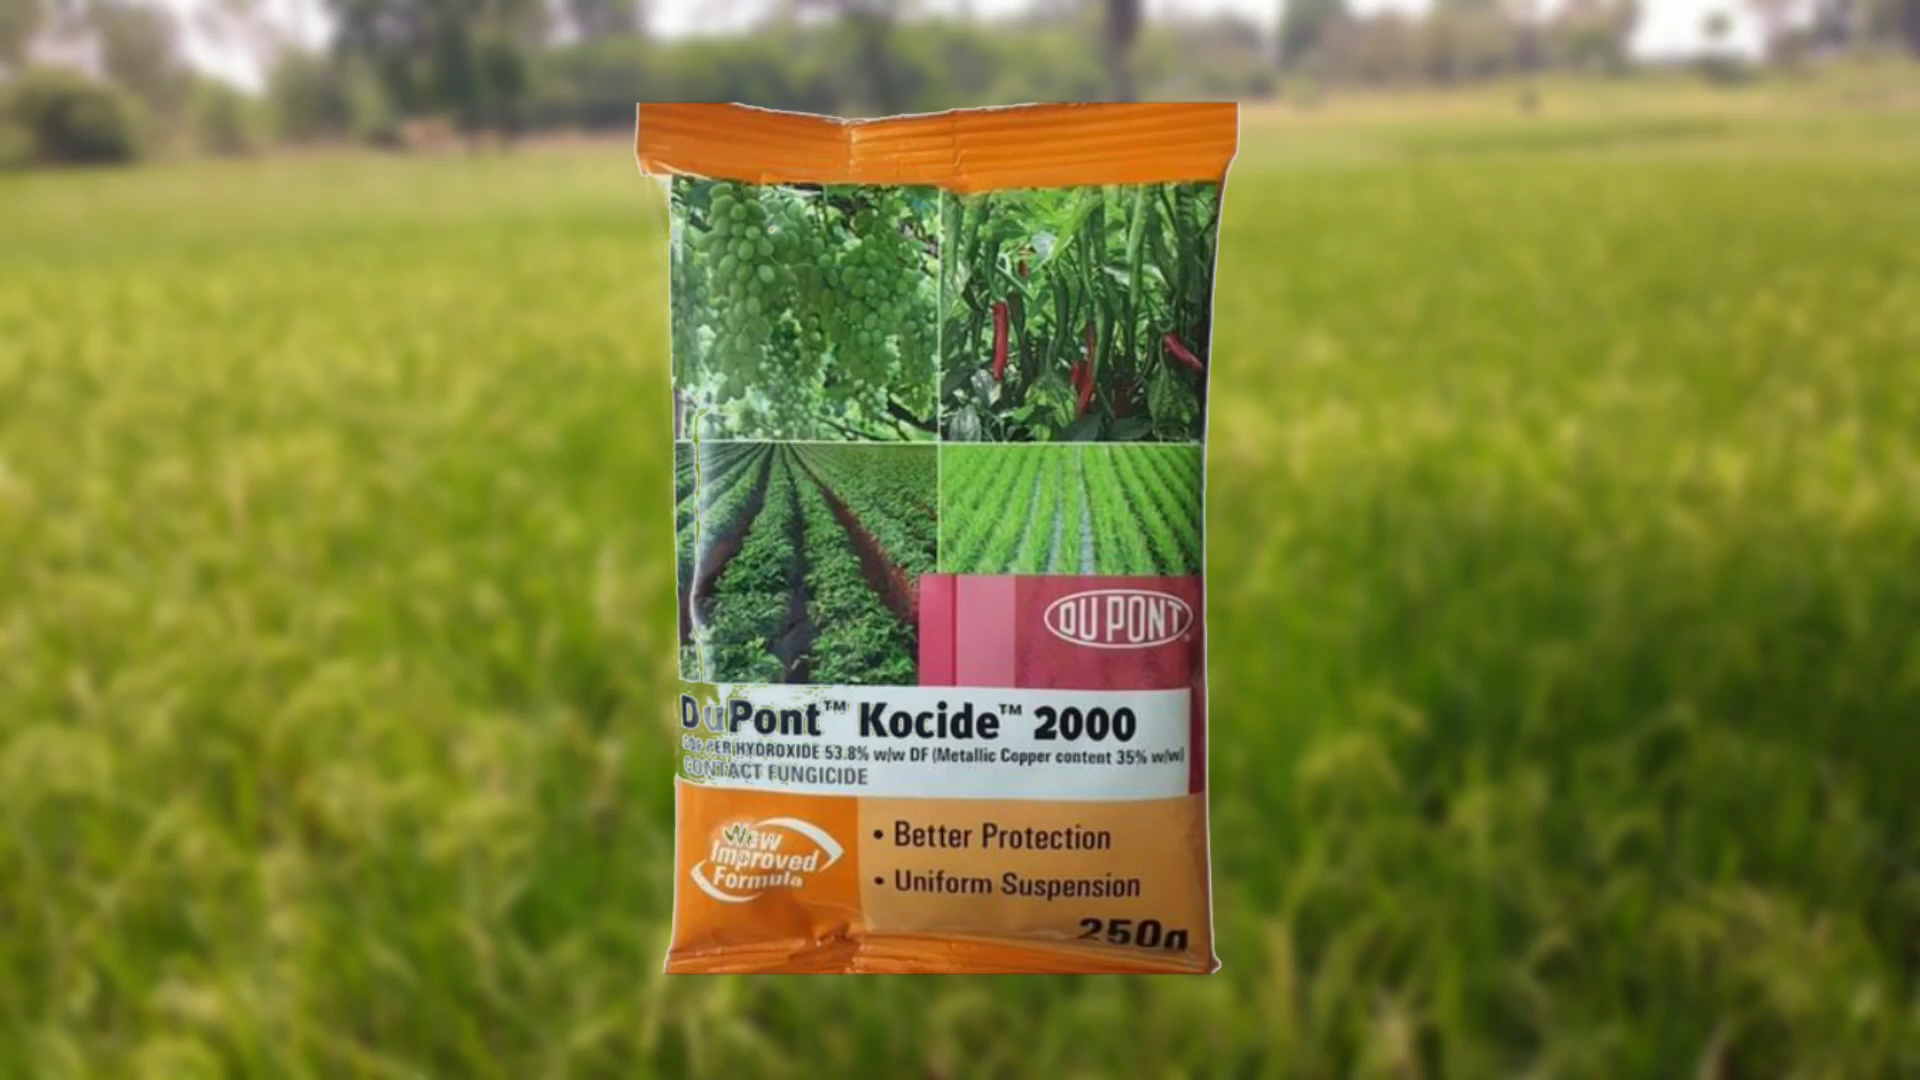 DU PONT
DuPont™ Kocide™ 2000
COPPER HYDROXIDE 53.8% w/w DF (Metallic Copper content 35% w/w)
CONTACT FUNGICIDE
New
Improved
Formula
• Better Protection
• Uniform Suspension
250g